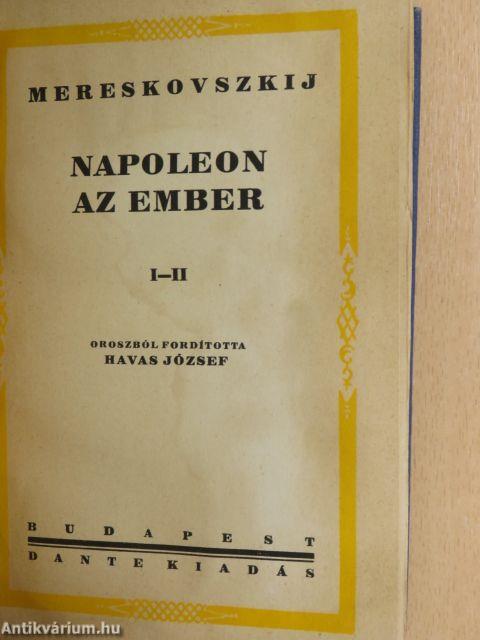 MERESKOVSZKIJ
NAPOLEON
AZ EMBER
I—II
OROSZBÓL FORDÍTOTTA
HAVAS JÓZSEF
BUDAPEST
DANTE KIADÁS
Antikvárium.hu